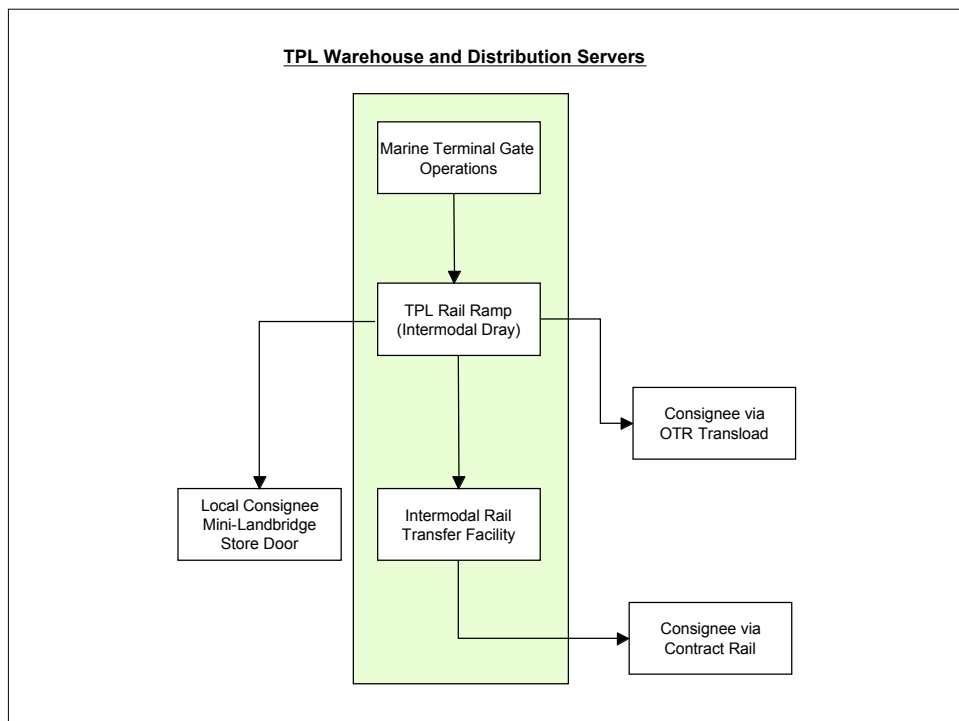 TPL Warehouse and Distribution Servers
Marine Terminal Gate
Operations
TPL Rail Ramp
(Intermodal Dray)
Consignee via
OTR Transload
Local Consignee
Mini-Landbridge
Store Door
Intermodal Rail
Transfer Facility
Consignee via
Contract Rail